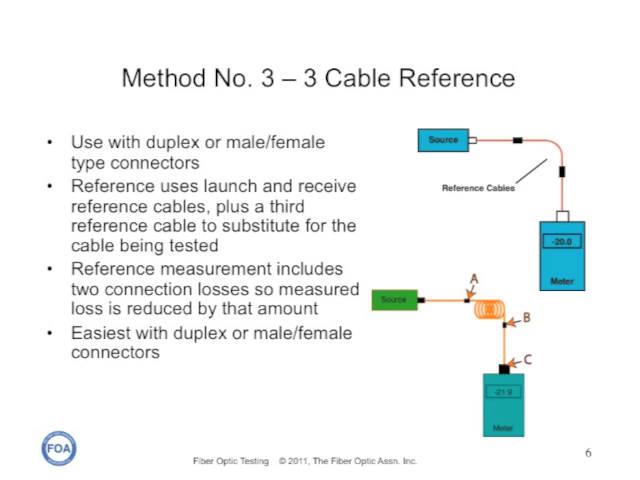 Method No. 3 – 3 Cable Reference
• Use with duplex or male/female
type connectors
• Reference uses launch and receive
reference cables, plus a third
reference cable to substitute for the
cable being tested
• Reference measurement includes
two connection losses so measured
loss is reduced by that amount
• Easiest with duplex or male/female
connectors
Source
Reference Cables
-20.0
Meter
A
Source
B
C
-21.9
Meter
FOA
Fiber Optic Testing © 2011, The Fiber Optic Assn. Inc.
6